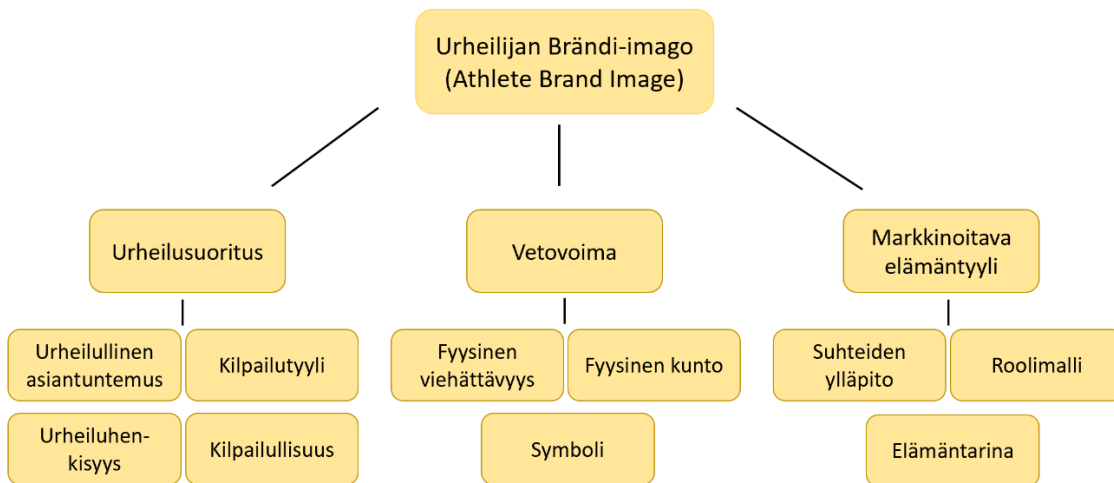 Urheilijan Brändi-imago
(Athlete Brand Image)
Urheilusuoritus
Vetovoima
Markkinoitava
elämäntyyli
Urheilullinen
asiantuntemus
Kilpailutyyli
Fyysinen
viehättävyys
Fyysinen kunto
Suhteiden
ylläpito
Roolimalli
Urheiluhen-
kisyys
Kilpailullisuus
Symboli
Elämäntarina